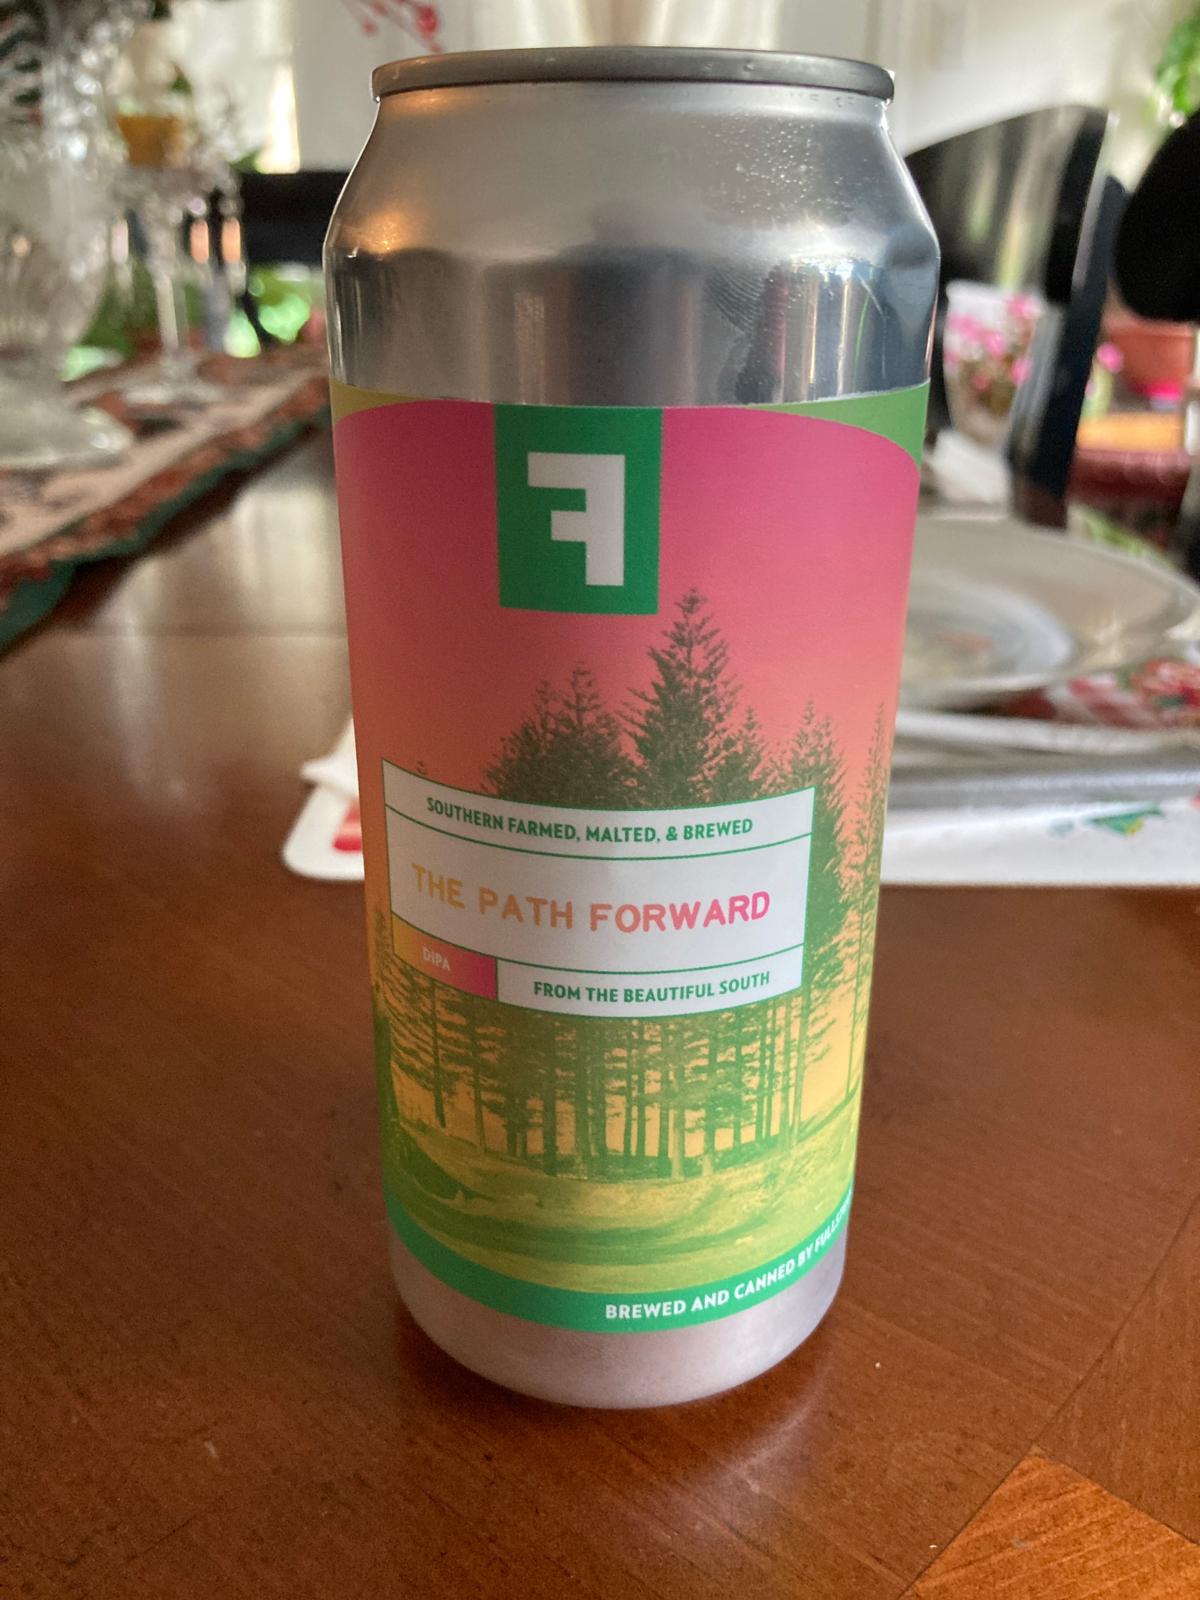 F
SOUTHERN FARMED, MALTED, & BREWED
THE PATH FORWARD
DIPA
FROM THE BEAUTIFUL SOUTH
BREWED AND CANNED BY